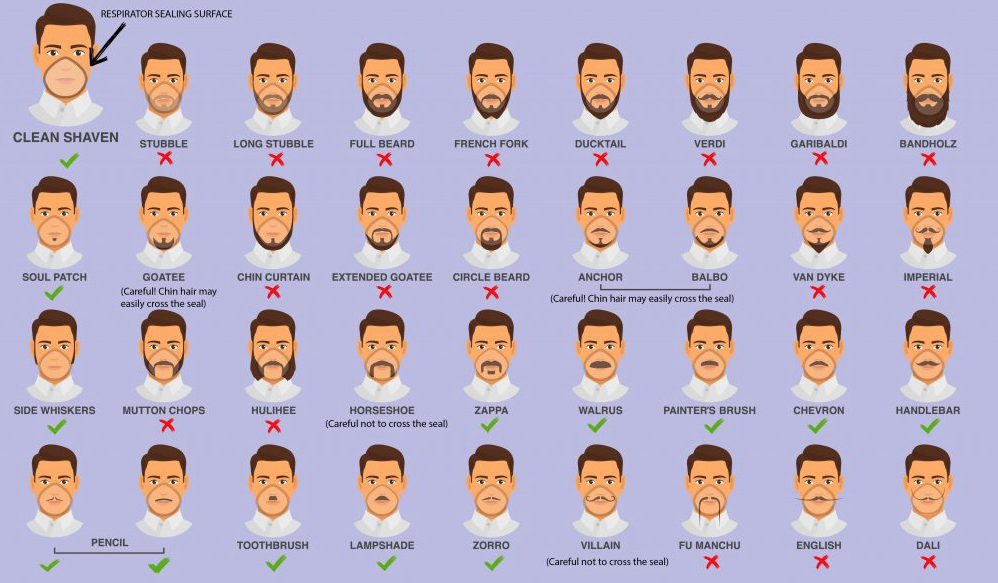 RESPIRATOR SEALING SURFACE
CLEAN SHAVEN
STUBBLE
LONG STUBBLE
FULL BEARD
FRENCH FORK
DUCKTAIL
VERDI
GARIBALDI
BANDHOLZ
SOUL PATCH
GOATEE
(Careful! Chin hair may
easily cross the seal)
CHIN CURTAIN
EXTENDED GOATEE
CIRCLE BEARD
ANCHOR
BALBO
(Careful! Chin hair may easily cross the seal)
VAN DYKE
IMPERIAL
SIDE WHISKERS
MUTTON CHOPS
HULIHEE
HORSESHOE
(Careful not to cross the seal)
ZAPPA
WALRUS
PAINTER'S BRUSH
CHEVRON
HANDLEBAR
PENCIL
TOOTHBRUSH
LAMPSHADE
ZORRO
VILLAIN
(Careful not to cross the seal)
FU MANCHU
ENGLISH
DALI